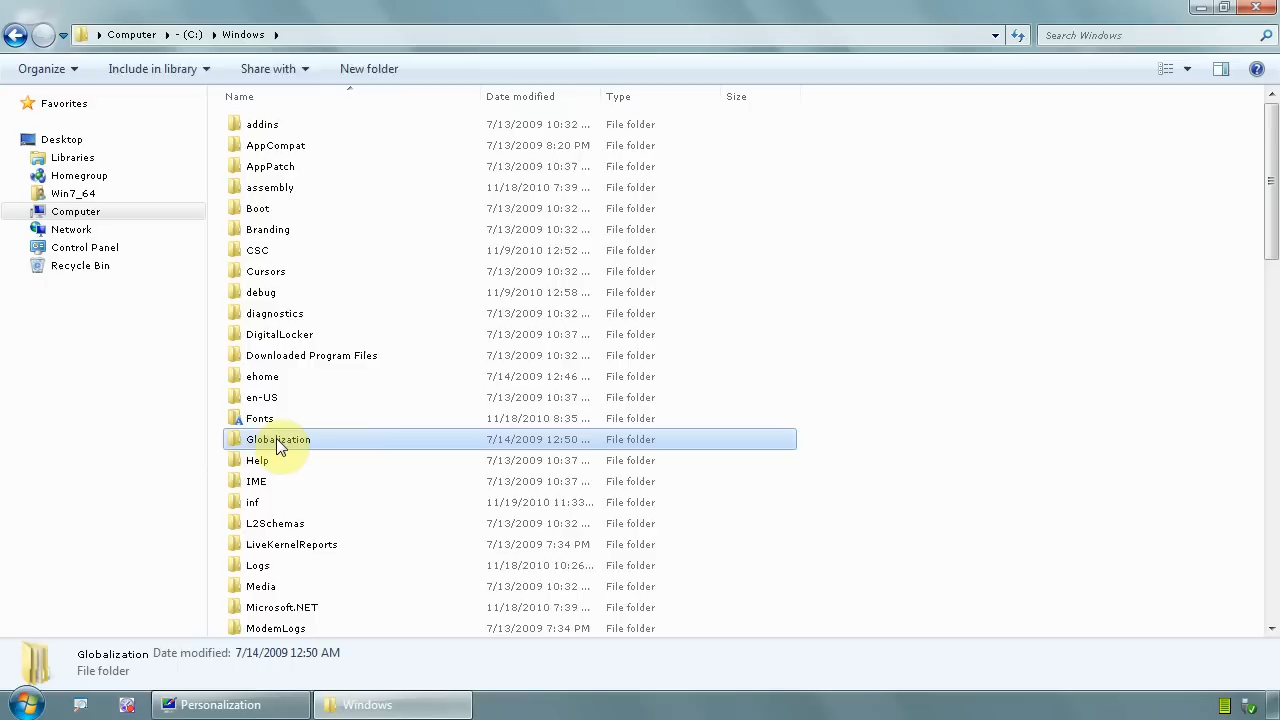 Computer - (C:) Windows
Search Windows
Organize Include in library Share with New folder
Name Date modified Type Size
Favorites
Desktop
Libraries
Homegroup
Win7_64
Computer
Network
Control Panel
Recycle Bin
addins 7/13/2009 10:32 ... File folder
AppCompat 7/13/2009 8:20 PM File folder
AppPatch 7/13/2009 10:37 ... File folder
assembly 11/18/2010 7:39 ... File folder
Boot 7/13/2009 10:32 ... File folder
Branding 7/13/2009 10:32 ... File folder
CSC 11/9/2010 12:52 ... File folder
Cursors 7/13/2009 10:32 ... File folder
debug 11/9/2010 12:58 ... File folder
diagnostics 7/13/2009 10:32 ... File folder
DigitalLocker 7/13/2009 10:37 ... File folder
Downloaded Program Files 7/13/2009 10:32 ... File folder
ehome 7/14/2009 12:46 ... File folder
en-US 7/13/2009 10:37 ... File folder
Fonts 11/18/2010 8:35 ... File folder
Globalization 7/14/2009 12:50 ... File folder
Help 7/13/2009 10:37 ... File folder
IME 7/13/2009 10:37 ... File folder
inf 11/19/2010 11:33... File folder
L2Schemas 7/13/2009 10:32 ... File folder
LiveKernelReports 7/13/2009 7:34 PM File folder
Logs 11/18/2010 10:26... File folder
Media 7/13/2009 10:32 ... File folder
Microsoft.NET 11/18/2010 7:39 ... File folder
ModemLogs 7/13/2009 7:34 PM File folder
Globalization Date modified: 7/14/2009 12:50 AM
File folder
Personalization Windows